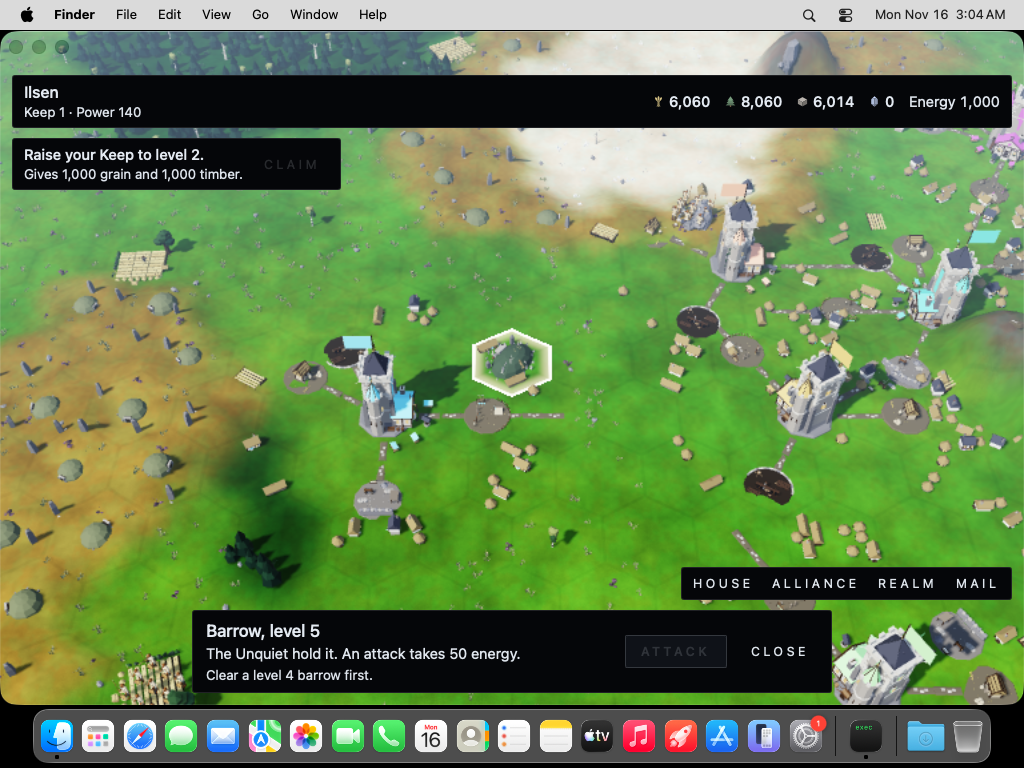 Finder File Edit View Go Window Help Mon Nov 16 3:04 AM
Ilsen
Keep 1 · Power 140
6,060 8,060 6,014 0 Energy 1,000
Raise your Keep to level 2.
Gives 1,000 grain and 1,000 timber.
CLAIM
HOUSE ALLIANCE REALM MAIL
Barrow, level 5
The Unquiet hold it. An attack takes 50 energy.
Clear a level 4 barrow first.
ATTACK CLOSE
Mon
16
tv
1
exec